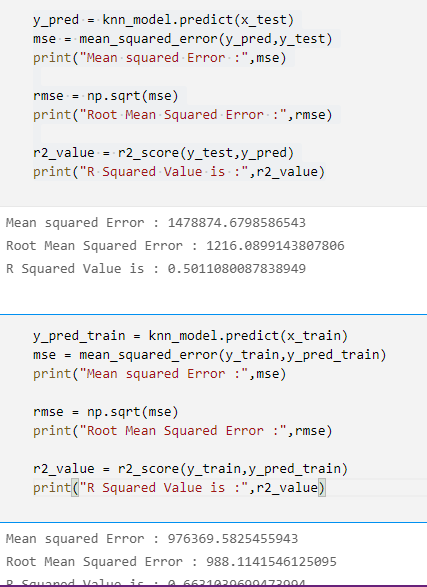 y_pred = knn_model.predict(x_test)
mse = mean_squared_error(y_pred,y_test)
print("Mean squared Error :",mse)
rmse = np.sqrt(mse)
print("Root Mean Squared Error :",rmse)
r2_value = r2_score(y_test,y_pred)
print("R Squared Value is :",r2_value)
Mean squared Error : 1478874.6798586543
Root Mean Squared Error : 1216.0899143807806
R Squared Value is : 0.5011080087838949
y_pred_train = knn_model.predict(x_train)
mse = mean_squared_error(y_train,y_pred_train)
print("Mean squared Error :",mse)
rmse = np.sqrt(mse)
print("Root Mean Squared Error :",rmse)
r2_value = r2_score(y_train,y_pred_train)
print("R Squared Value is :",r2_value)
Mean squared Error : 976369.5825455943
Root Mean Squared Error : 988.1141546125095
R Squared Value is : 0.6631039699473994